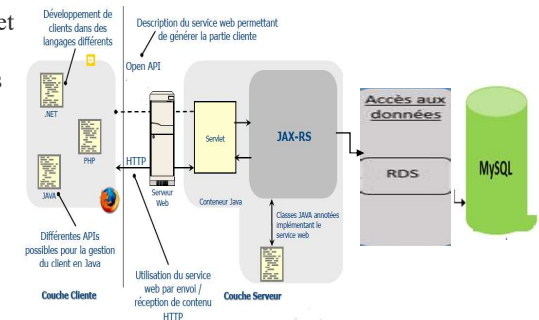 et
s
Développement de
clients dans des
langages différents
Description du service web permettant
de générer la partie cliente
Open API
.NET
PHP
JAVA
HTTP
Serveur
Web
Servlet
JAX-RS
Conteneur Java
Accès aux
données
RDS
MySQL
Classes JAVA annotées
implémentant le
service web
Différentes APIs
possibles pour la gestion
du client en Java
Utilisation du service
web par envoi /
réception de contenu
HTTP
Couche Cliente
Couche Serveur